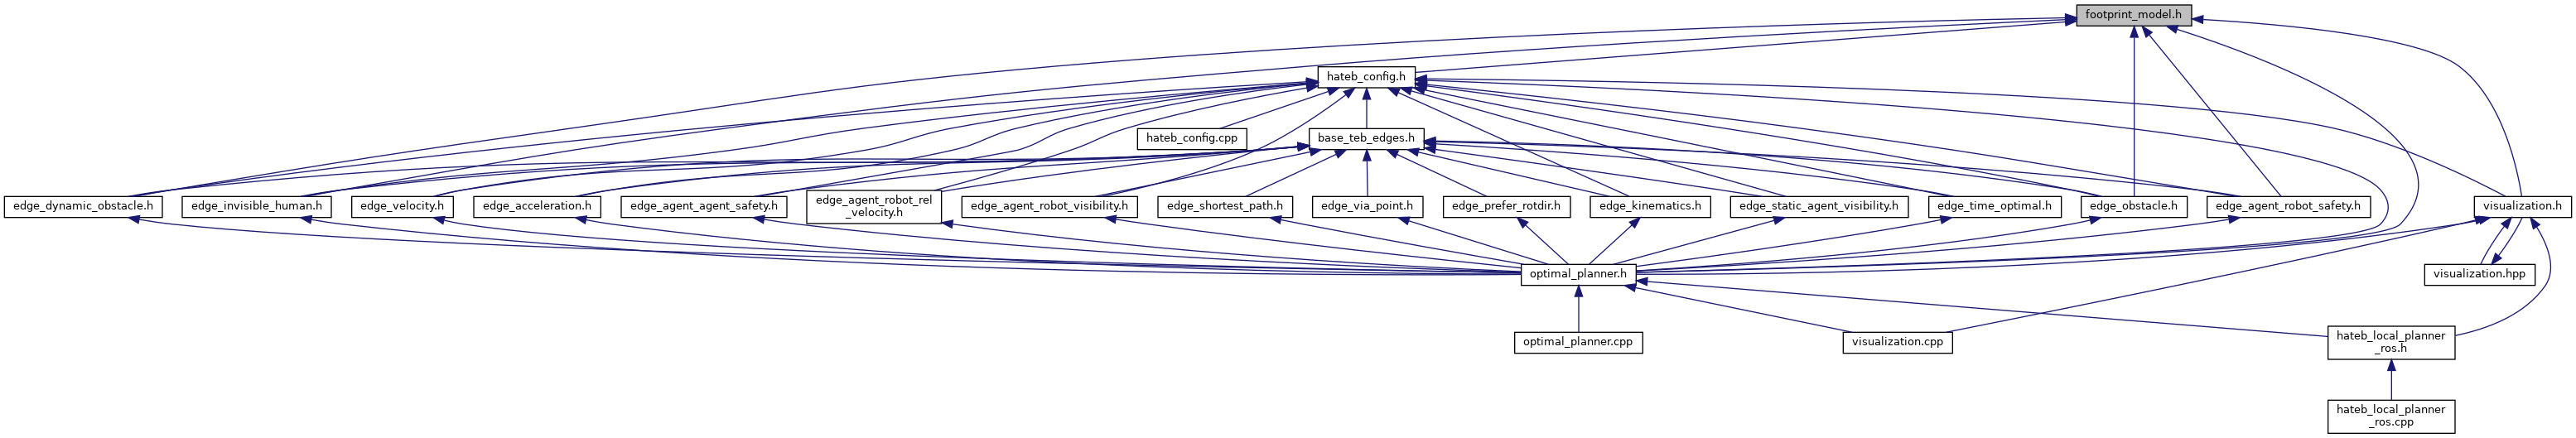 footprint_model.h
hateb_config.h
hateb_config.cpp
base_teb_edges.h
edge_dynamic_obstacle.h
edge_invisible_human.h
edge_velocity.h
edge_acceleration.h
edge_agent_agent_safety.h
edge_agent_robot_rel
_velocity.h
edge_agent_robot_visibility.h
edge_shortest_path.h
edge_via_point.h
edge_prefer_rotdir.h
edge_kinematics.h
edge_static_agent_visibility.h
edge_time_optimal.h
edge_obstacle.h
edge_agent_robot_safety.h
visualization.h
optimal_planner.h
visualization.hpp
optimal_planner.cpp
visualization.cpp
hateb_local_planner
_ros.h
hateb_local_planner
_ros.cpp